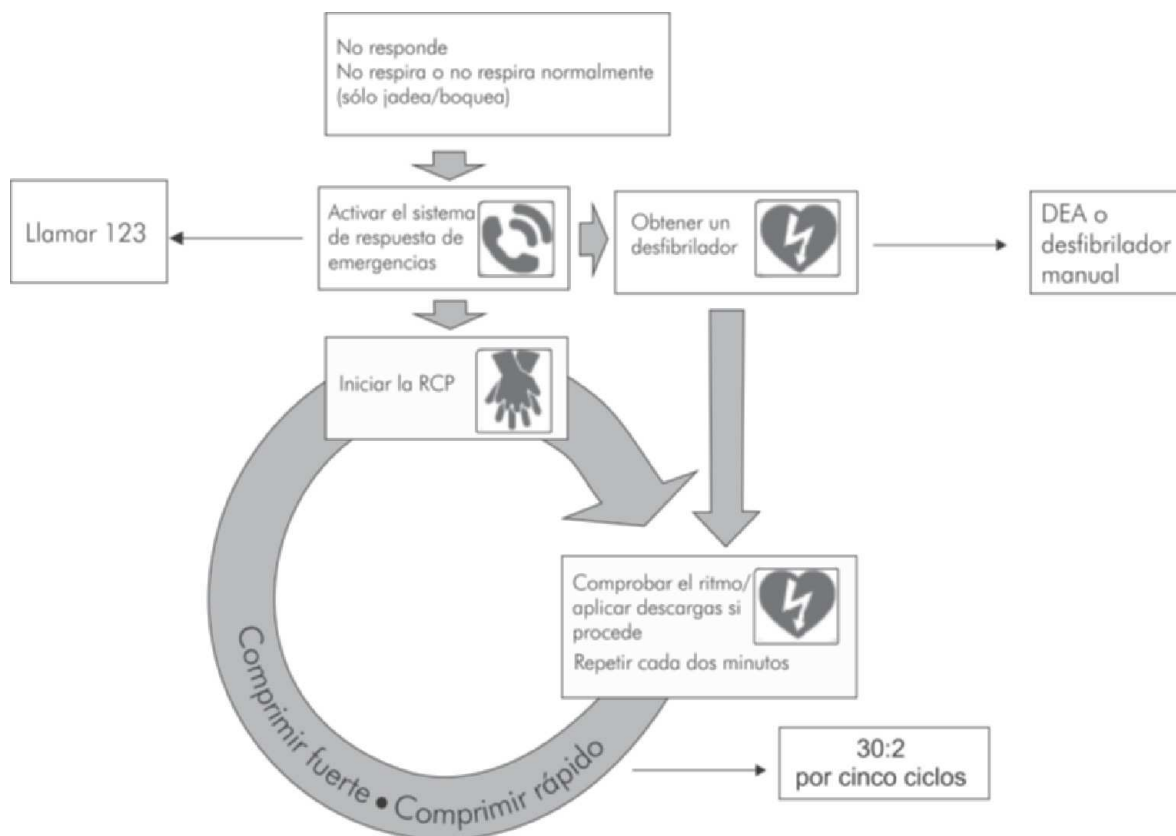 No responde
No respira o no respira normalmente
(sólo jadea/boquea)
Llamar 123
Activar el sistema
de respuesta de
emergencias
Obtener un
desfibrilador
DEA o
desfibrilador
manual
Iniciar la RCP
Comprobar el ritmo/
aplicar descargas si
procede
Repetir cada dos minutos
Comprimir fuerte • Comprimir rápido
30:2
por cinco ciclos